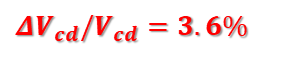 ΔV_cd/V_cd = 3.6%